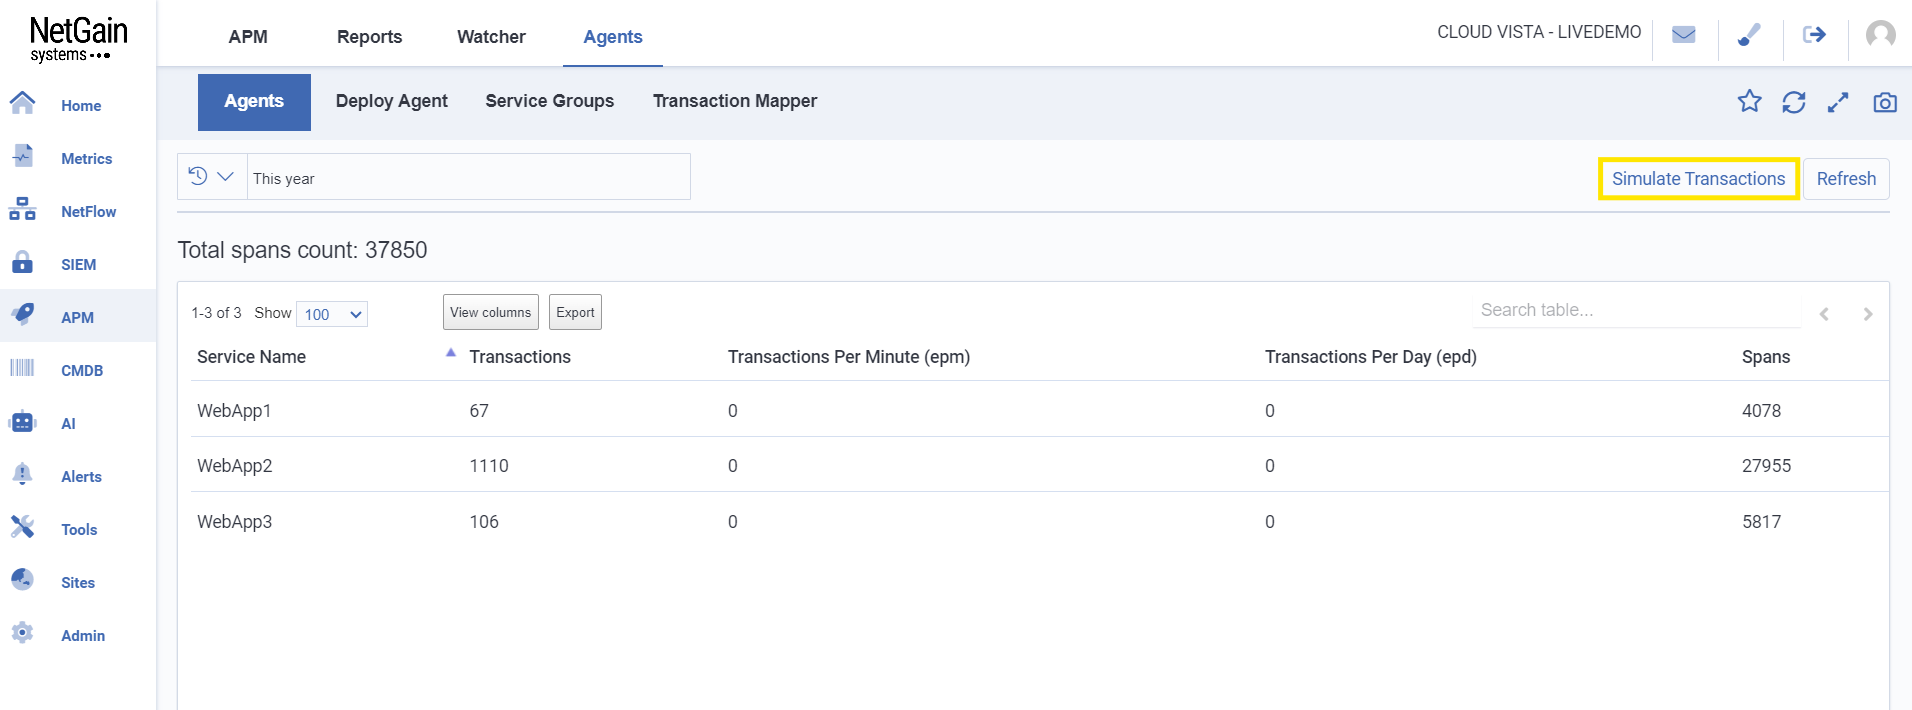 NetGain
systems
APM Reports Watcher Agents
CLOUD VISTA - LIVEDEMO
Agents Deploy Agent Service Groups Transaction Mapper
Home
Metrics
NetFlow
SIEM
APM
CMDB
AI
Alerts
Tools
Sites
Admin
This year
Simulate Transactions Refresh
Total spans count: 37850
1-3 of 3 Show 100 View columns Export Search table...
Service Name Transactions Transactions Per Minute (epm) Transactions Per Day (epd) Spans
WebApp1 67 0 0 4078
WebApp2 1110 0 0 27955
WebApp3 106 0 0 5817